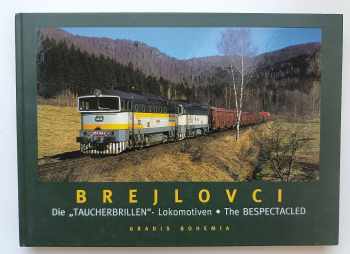 BREJLOVCI
Die „TAUCHERBRILLEN"- Lokomotiven • The BESPECTACLED
GRADIS BOHEMIA